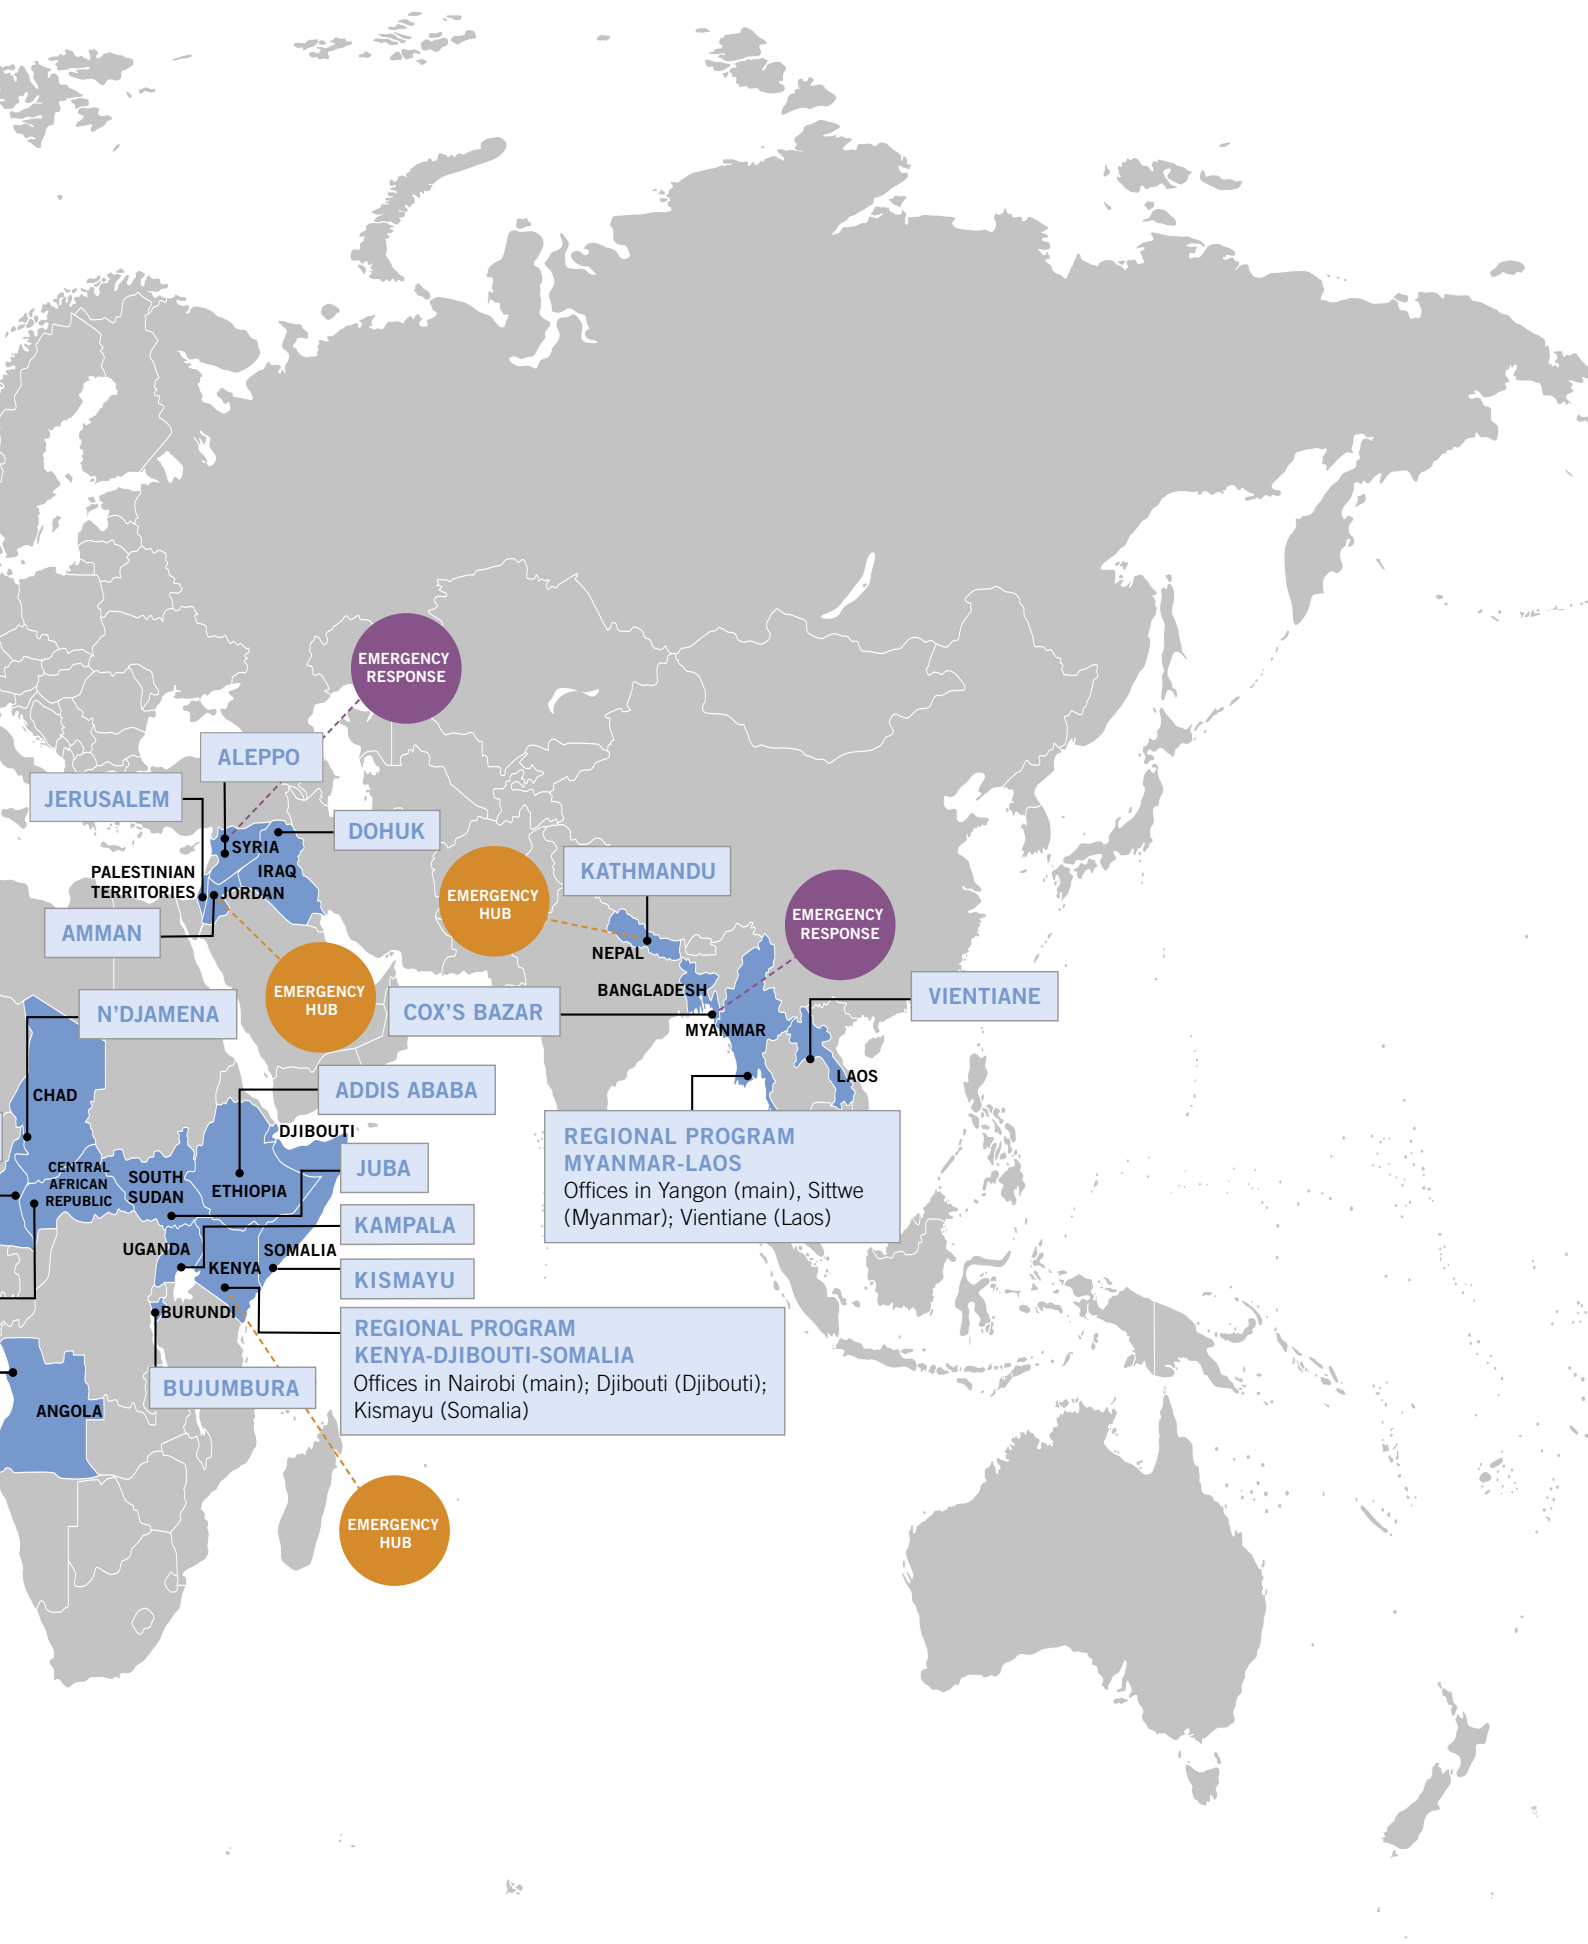 EMERGENCY
RESPONSE
ALEPPO
JERUSALEM
DOHUK
SYRIA
IRAQ
PALESTINIAN
TERRITORIES
JORDAN
AMMAN
EMERGENCY
HUB
KATHMANDU
NEPAL
EMERGENCY
RESPONSE
EMERGENCY
HUB
BANGLADESH
COX'S BAZAR
MYANMAR
VIENTIANE
LAOS
N'DJAMENA
CHAD
ADDIS ABABA
DJIBOUTI
REGIONAL PROGRAM
MYANMAR-LAOS
Offices in Yangon (main), Sittwe
(Myanmar); Vientiane (Laos)
JUBA
CENTRAL
AFRICAN
REPUBLIC
SOUTH
SUDAN
ETHIOPIA
KAMPALA
UGANDA
SOMALIA
KENYA
KISMAYU
BURUNDI
REGIONAL PROGRAM
KENYA-DJIBOUTI-SOMALIA
Offices in Nairobi (main); Djibouti (Djibouti);
Kismayu (Somalia)
BUJUMBURA
ANGOLA
EMERGENCY
HUB